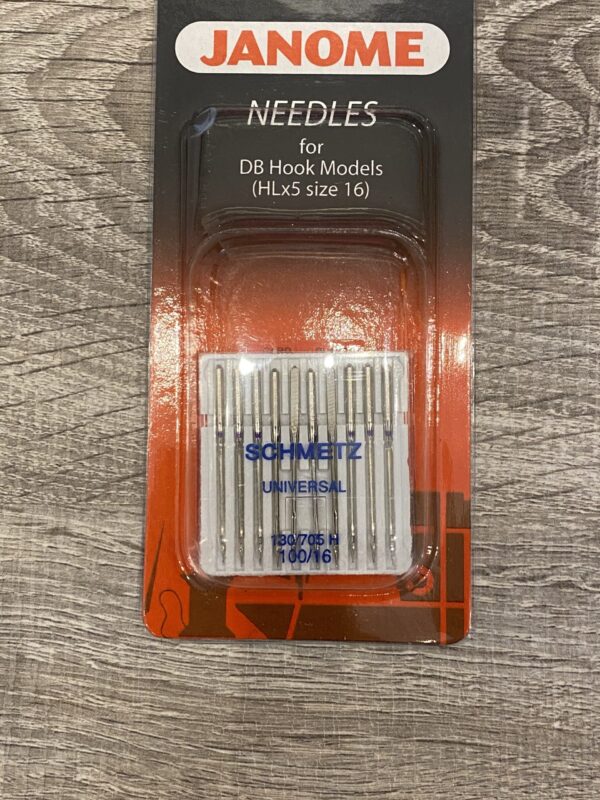 JANOME
NEEDLES
for
DB Hook Models
(HLx5 size 16)
SCHMETZ
UNIVERSAL
130/705 H
100/16